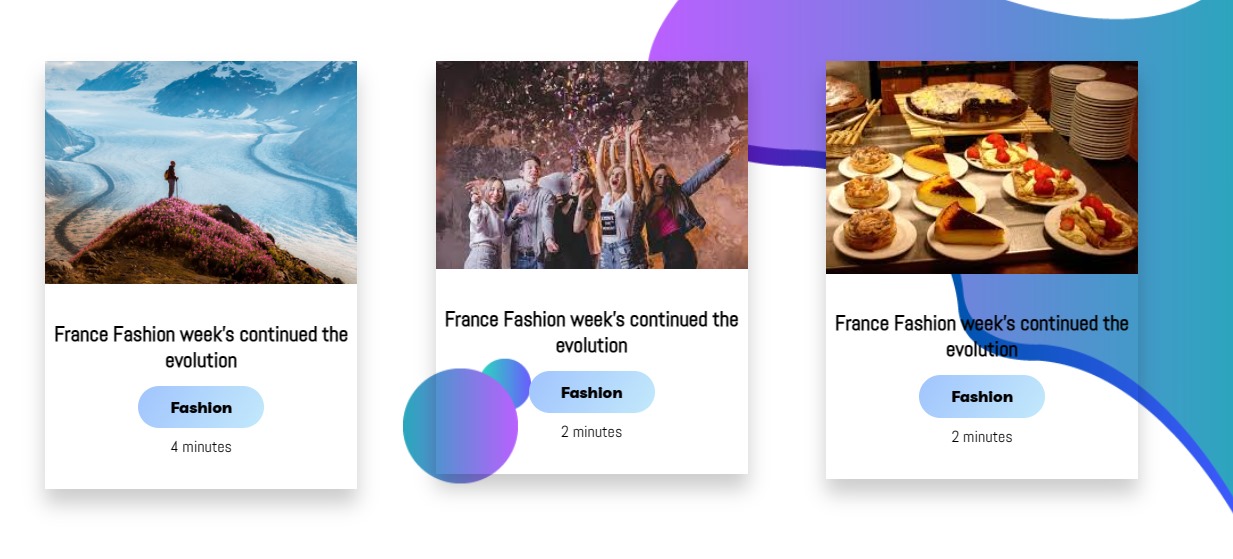 France Fashion week's continued the
evolution
Fashion
4 minutes
France Fashion week's continued the
evolution
Fashion
2 minutes
France Fashion week's continued the
evolution
Fashion
2 minutes